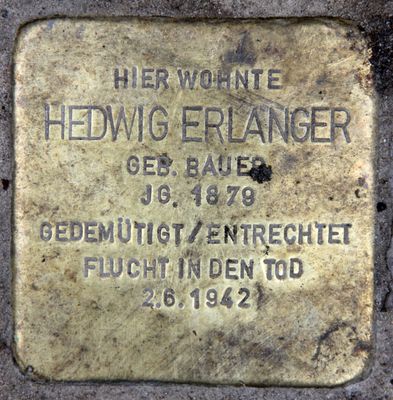 HIER WOHNTE
HEDWIG ERLANGER
GEB. BAUER
JG. 1879
GEDEMÜTIGT/ENTRECHTET
FLUCHT IN DEN TOD
2.6.1942